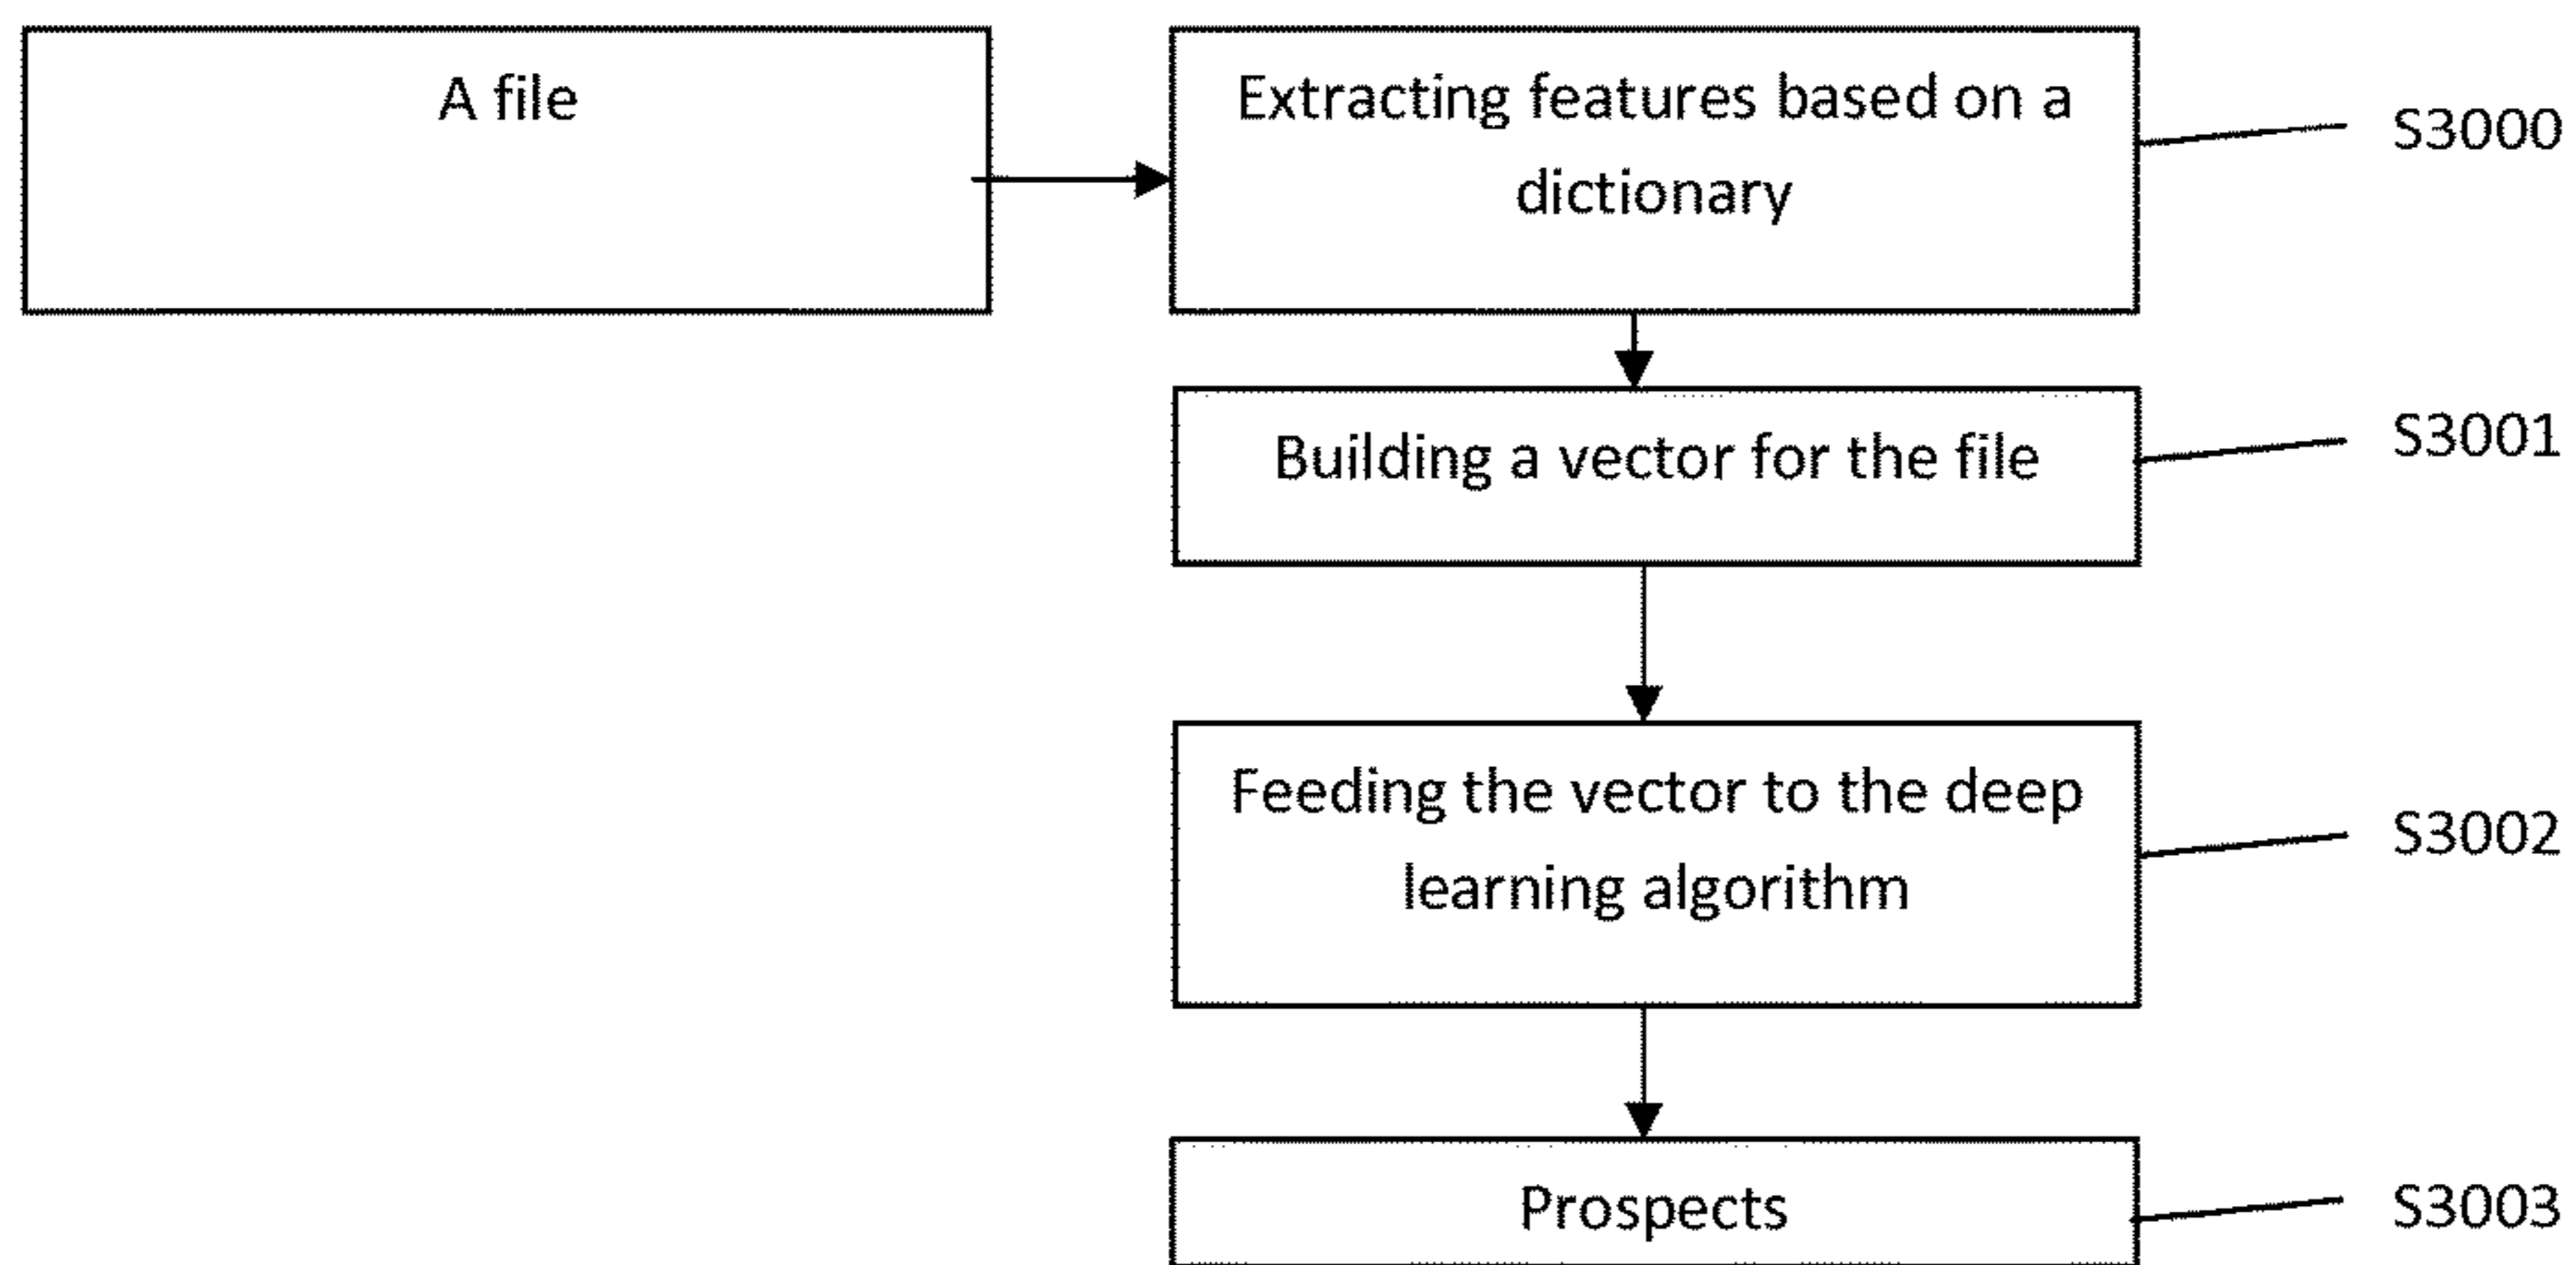 A file
Extracting features based on a
dictionary
S3000
Building a vector for the file
S3001
Feeding the vector to the deep
learning algorithm
S3002
Prospects
S3003